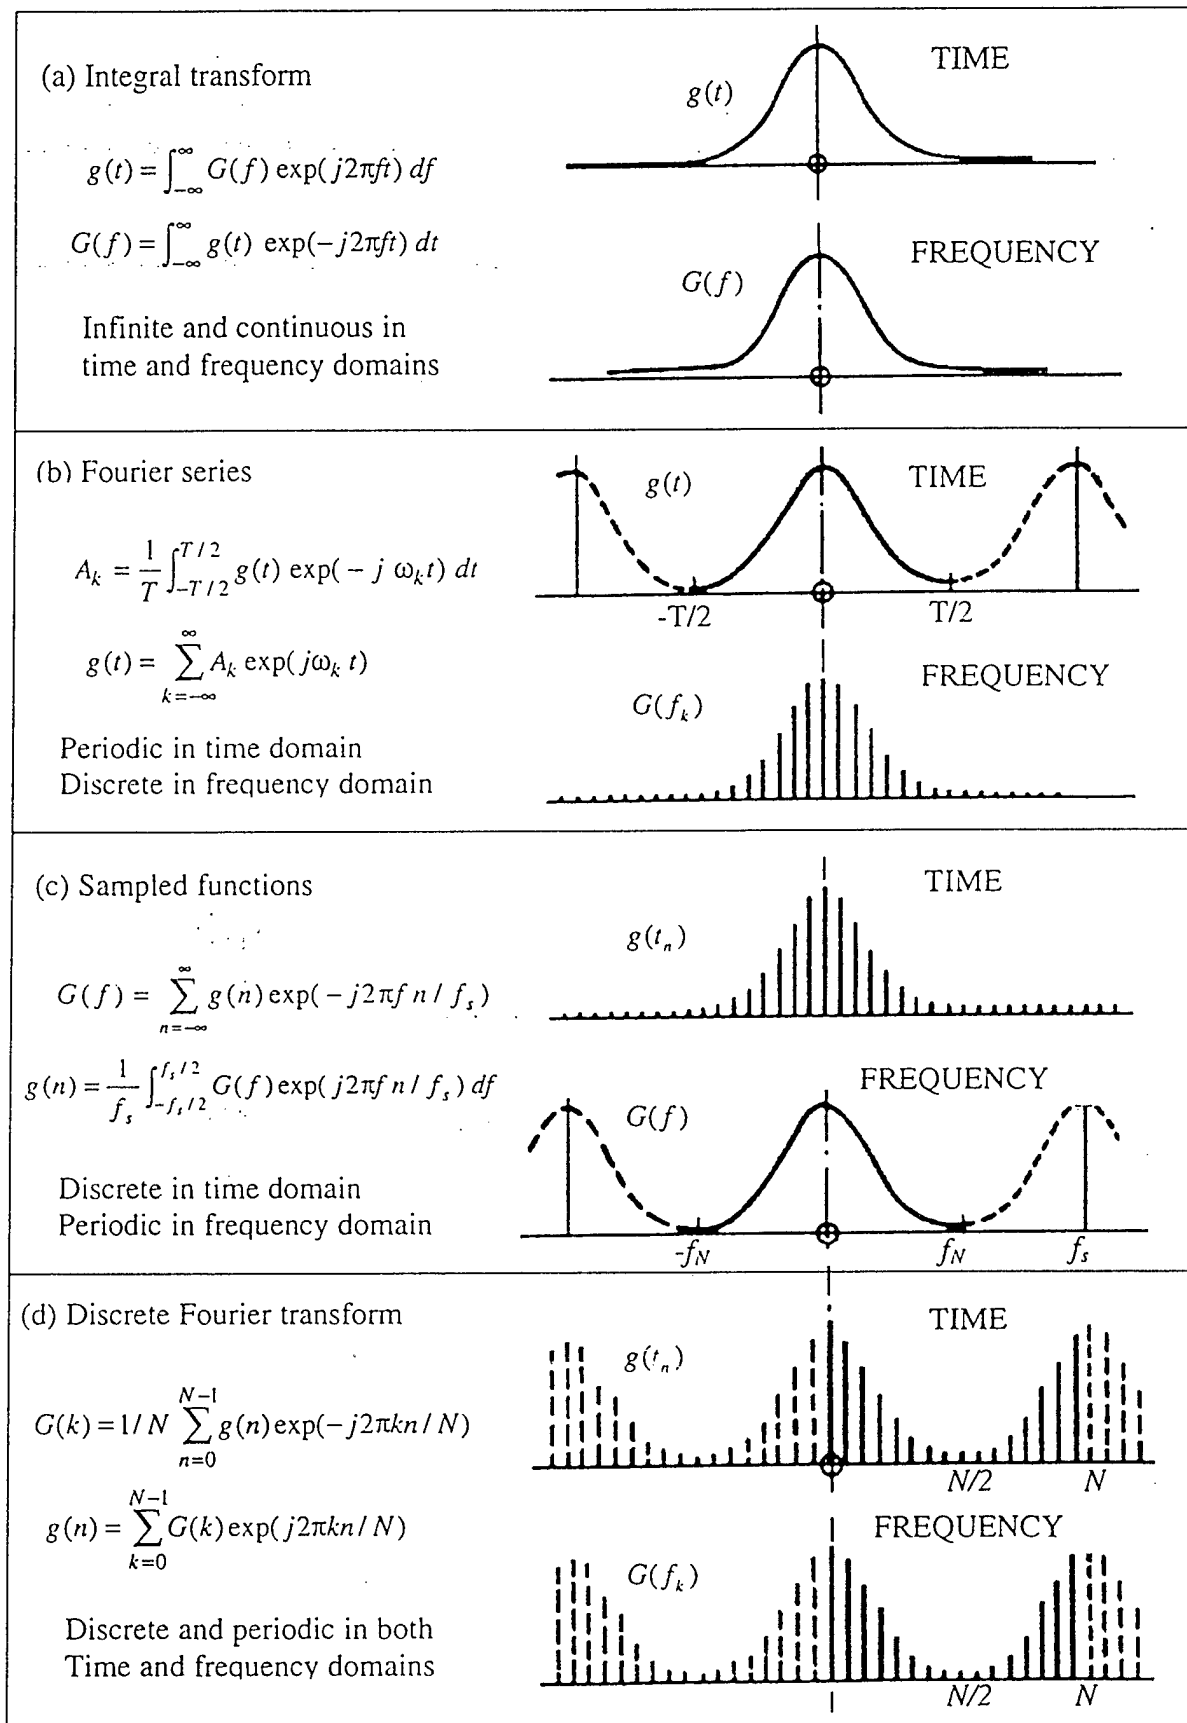 (a) Integral transform
TIME
g(t)
g(t) = ∫_{-∞}^{∞} G(f) exp(j2πft) df
G(f) = ∫_{-∞}^{∞} g(t) exp(-j2πft) dt
FREQUENCY
G(f)
Infinite and continuous in
time and frequency domains
(b) Fourier series
TIME
g(t)
A_k = 1/T ∫_{-T/2}^{T/2} g(t) exp(- j ω_k t) dt
-T/2 T/2
g(t) = ∑_{k=-∞}^{∞} A_k exp(jω_k t)
FREQUENCY
G(f_k)
Periodic in time domain
Discrete in frequency domain
(c) Sampled functions
TIME
g(t_n)
G(f) = ∑_{n=-∞}^{∞} g(n) exp(- j2πf n / f_s)
g(n) = 1/f_s ∫_{-f_s/2}^{f_s/2} G(f) exp(j2πf n / f_s) df
FREQUENCY
G(f)
Discrete in time domain
Periodic in frequency domain
-f_N f_N f_s
(d) Discrete Fourier transform
TIME
g(t_n)
G(k) = 1/N ∑_{n=0}^{N-1} g(n) exp(-j2πkn/N)
N/2 N
g(n) = ∑_{k=0}^{N-1} G(k) exp(j2πkn/N)
FREQUENCY
G(f_k)
Discrete and periodic in both
Time and frequency domains
N/2 N